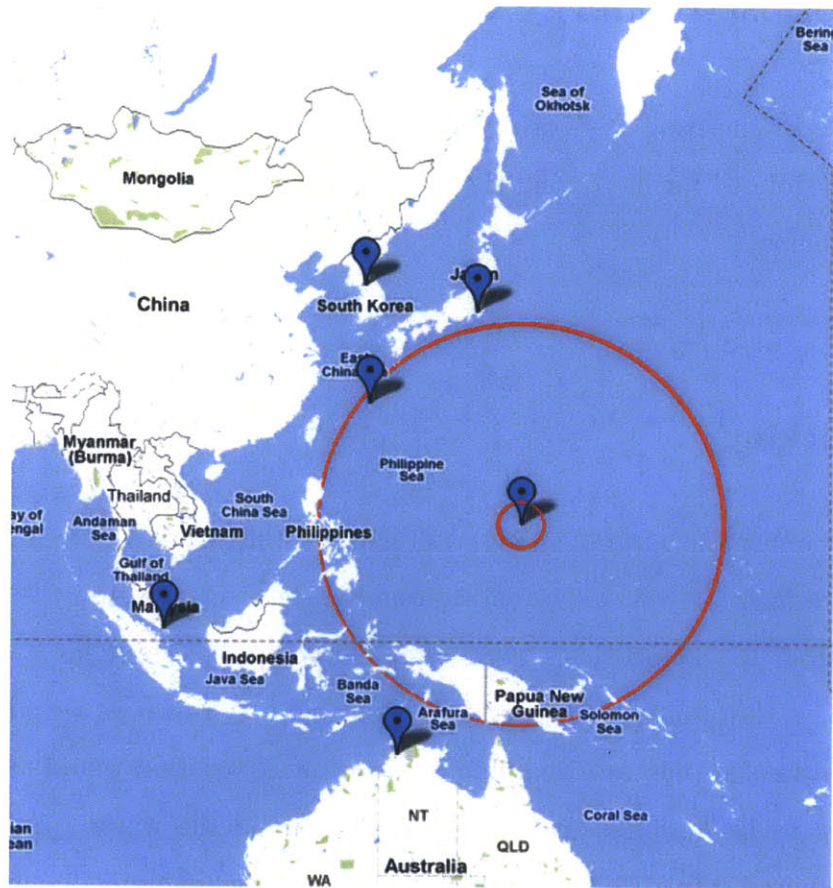 Bering
Sea
Sea of
Okhotsk
Mongolia
China
South Korea
East
Myanmar
(Burma)
Thailand
Philippine
Sea
South
China Sea
Andaman
Sea
Vietnam
Philippines
Gulf of
Thailand
Indonesia
Java Sea
Banda
Sea
Arafura
Sea
Papua New
Guinea
Solomon
Sea
NT
Coral Sea
QLD
Australia
WA